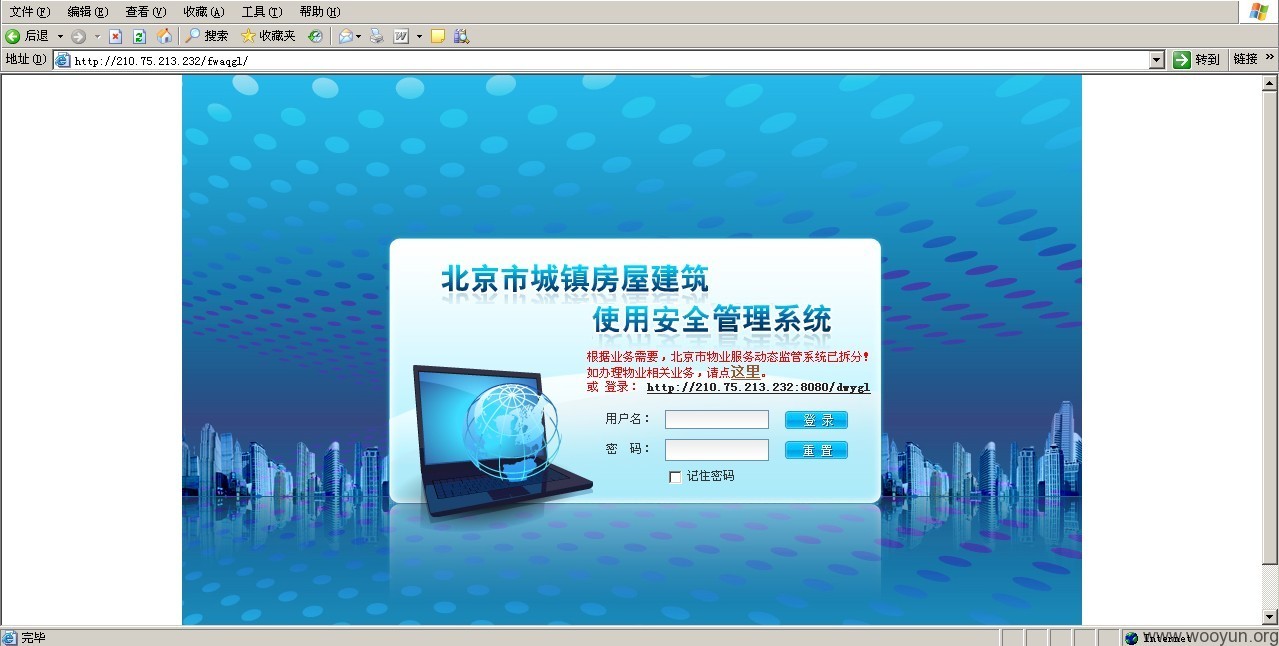 文件(F) 编辑(E) 查看(V) 收藏(A) 工具(T) 帮助(H)
后退 搜索 收藏夹
地址(D) http://210.75.213.232/fwaqgl/ 转到 链接 »
北京市城镇房屋建筑
使用安全管理系统
根据业务需要，北京市物业服务动态监管系统已拆分！
如办理物业相关业务，请点这里。
或 登录： http://210.75.213.232:8080/dwygl
用户名： 登 录
密 码： 重 置
记住密码
完毕 Internet
www.wooyun.org